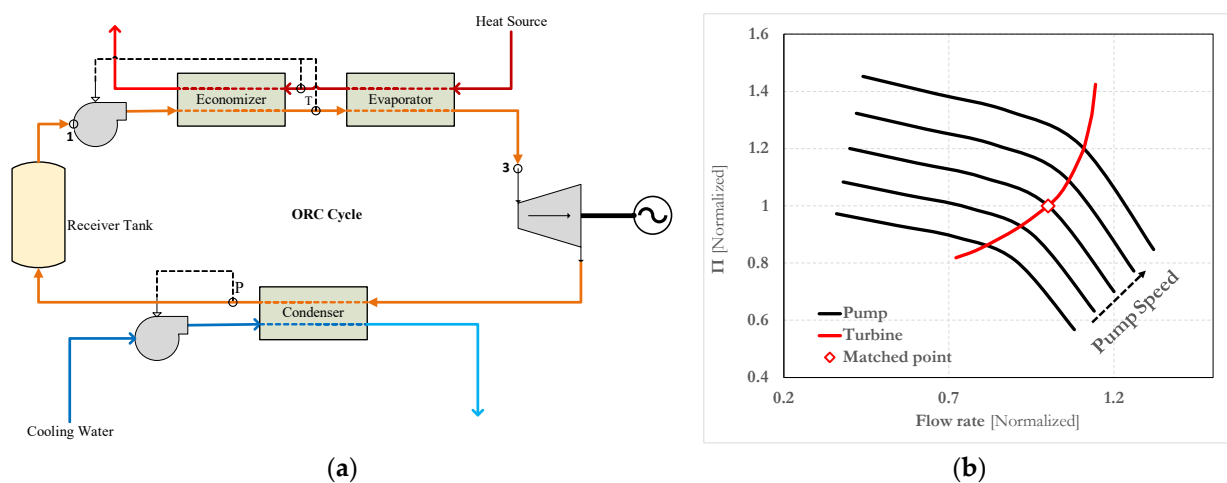 Heat Source
Economizer
T
Evaporator
1
3
Receiver Tank
ORC Cycle
P
Condenser
Cooling Water
(a)
1.6
1.4
1.2
1
0.8
0.6
0.4
Π [Normalized]
Pump
Turbine
Matched point
Pump Speed
0.2
0.7
1.2
Flow rate [Normalized]
(b)